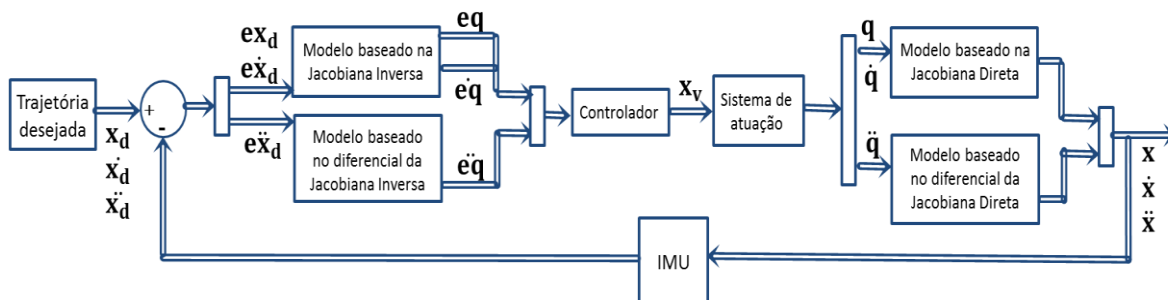 Trajetória
desejada
x_d
ẋ_d
ẍ_d
+
-
ex_d
eẋ_d
eẍ_d
Modelo baseado na
Jacobiana Inversa
Modelo baseado
no diferencial da
Jacobiana Inversa
eq
eq̇
eq̈
Controlador
x_v
Sistema de
atuação
q
q̇
q̈
Modelo baseado na
Jacobiana Direta
Modelo baseado
no diferencial da
Jacobiana Direta
x
ẋ
ẍ
IMU